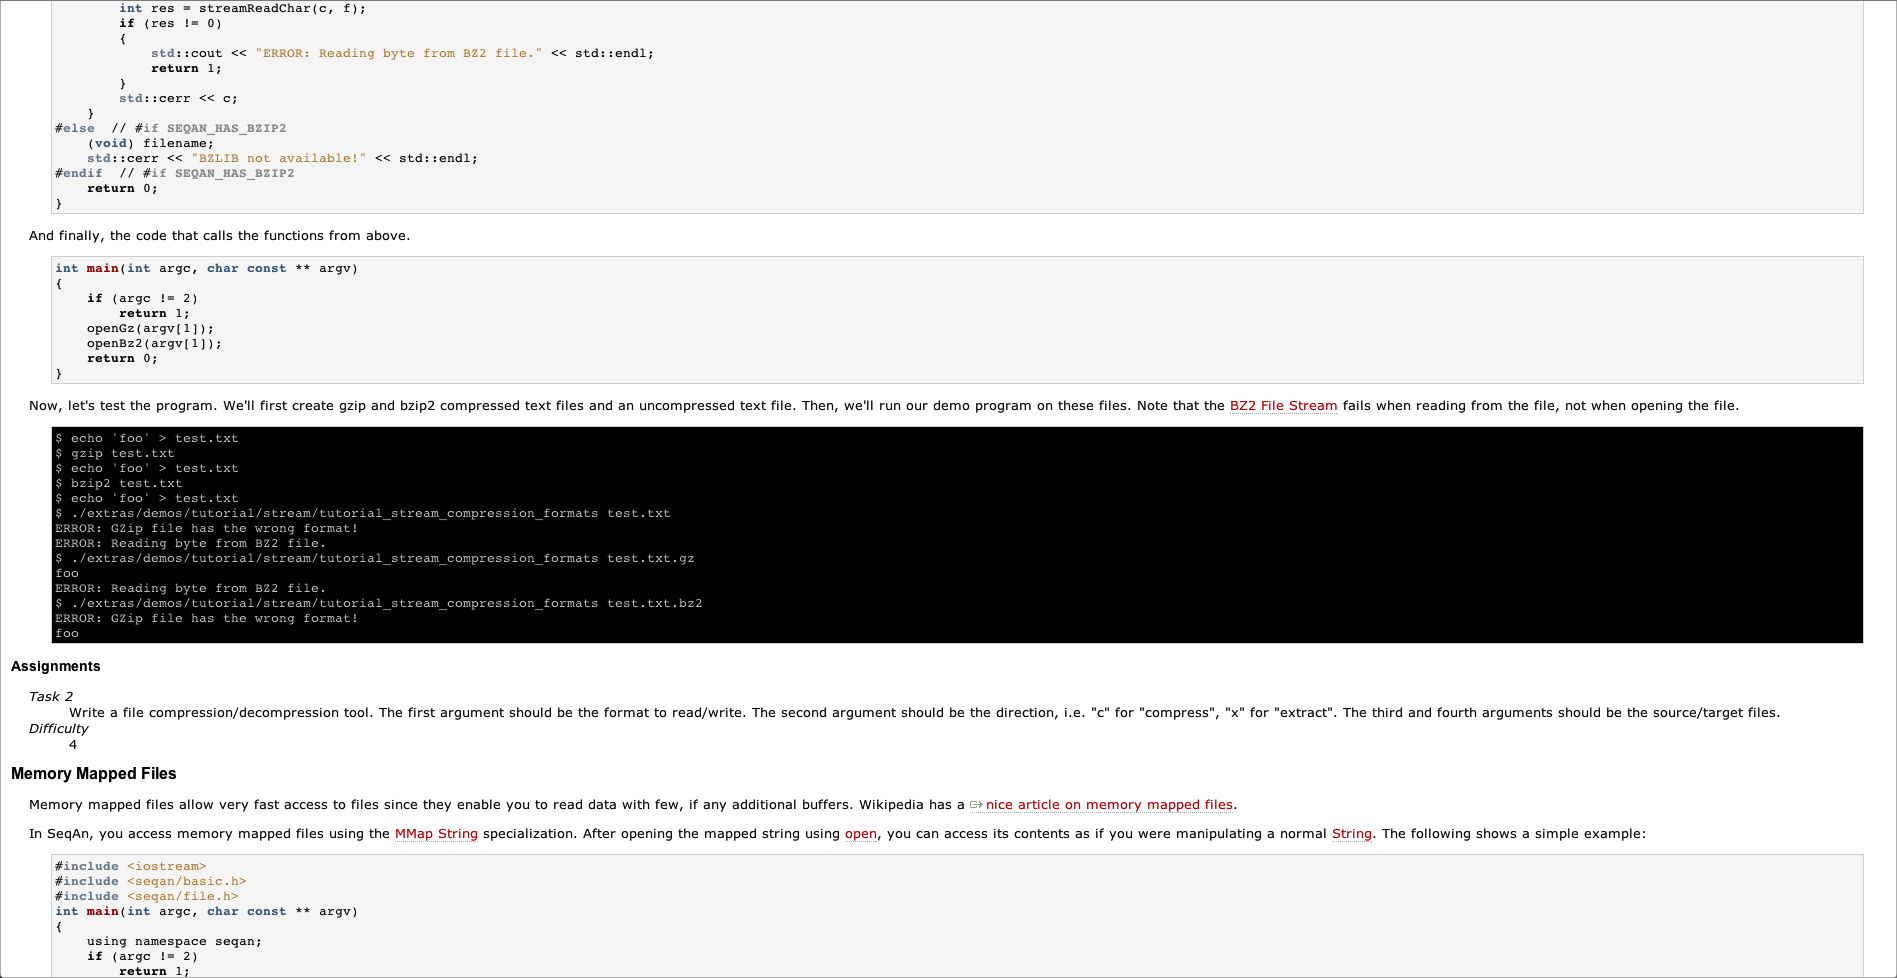 int res = streamReadChar(c, f);
        if (res != 0)
        {
            std::cout << "ERROR: Reading byte from BZ2 file." << std::endl;
            return 1;
        }
        std::cerr << c;
    }
#else  // #if SEQAN_HAS_BZIP2
    (void) filename;
    std::cerr << "BZLIB not available!" << std::endl;
#endif  // #if SEQAN_HAS_BZIP2
    return 0;
}
And finally, the code that calls the functions from above.
int main(int argc, char const ** argv)
{
    if (argc != 2)
        return 1;
    openGz(argv[1]);
    openBz2(argv[1]);
    return 0;
}
Now, let's test the program. We'll first create gzip and bzip2 compressed text files and an uncompressed text file. Then, we'll run our demo program on these files. Note that the BZ2 File Stream fails when reading from the file, not when opening the file.
$ echo 'foo' > test.txt
$ gzip test.txt
$ echo 'foo' > test.txt
$ bzip2 test.txt
$ echo 'foo' > test.txt
$ ./extras/demos/tutorial/stream/tutorial_stream_compression_formats test.txt
ERROR: GZip file has the wrong format!
ERROR: Reading byte from BZ2 file.
$ ./extras/demos/tutorial/stream/tutorial_stream_compression_formats test.txt.gz
foo
ERROR: Reading byte from BZ2 file.
$ ./extras/demos/tutorial/stream/tutorial_stream_compression_formats test.txt.bz2
ERROR: GZip file has the wrong format!
foo
Assignments
Task 2
Write a file compression/decompression tool. The first argument should be the format to read/write. The second argument should be the direction, i.e. "c" for "compress", "x" for "extract". The third and fourth arguments should be the source/target files.
Difficulty
4
Memory Mapped Files
Memory mapped files allow very fast access to files since they enable you to read data with few, if any additional buffers. Wikipedia has a nice article on memory mapped files.
In SeqAn, you access memory mapped files using the MMap String specialization. After opening the mapped string using open, you can access its contents as if you were manipulating a normal String. The following shows a simple example:
#include <iostream>
#include <seqan/basic.h>
#include <seqan/file.h>
int main(int argc, char const ** argv)
{
    using namespace seqan;
    if (argc != 2)
        return 1;